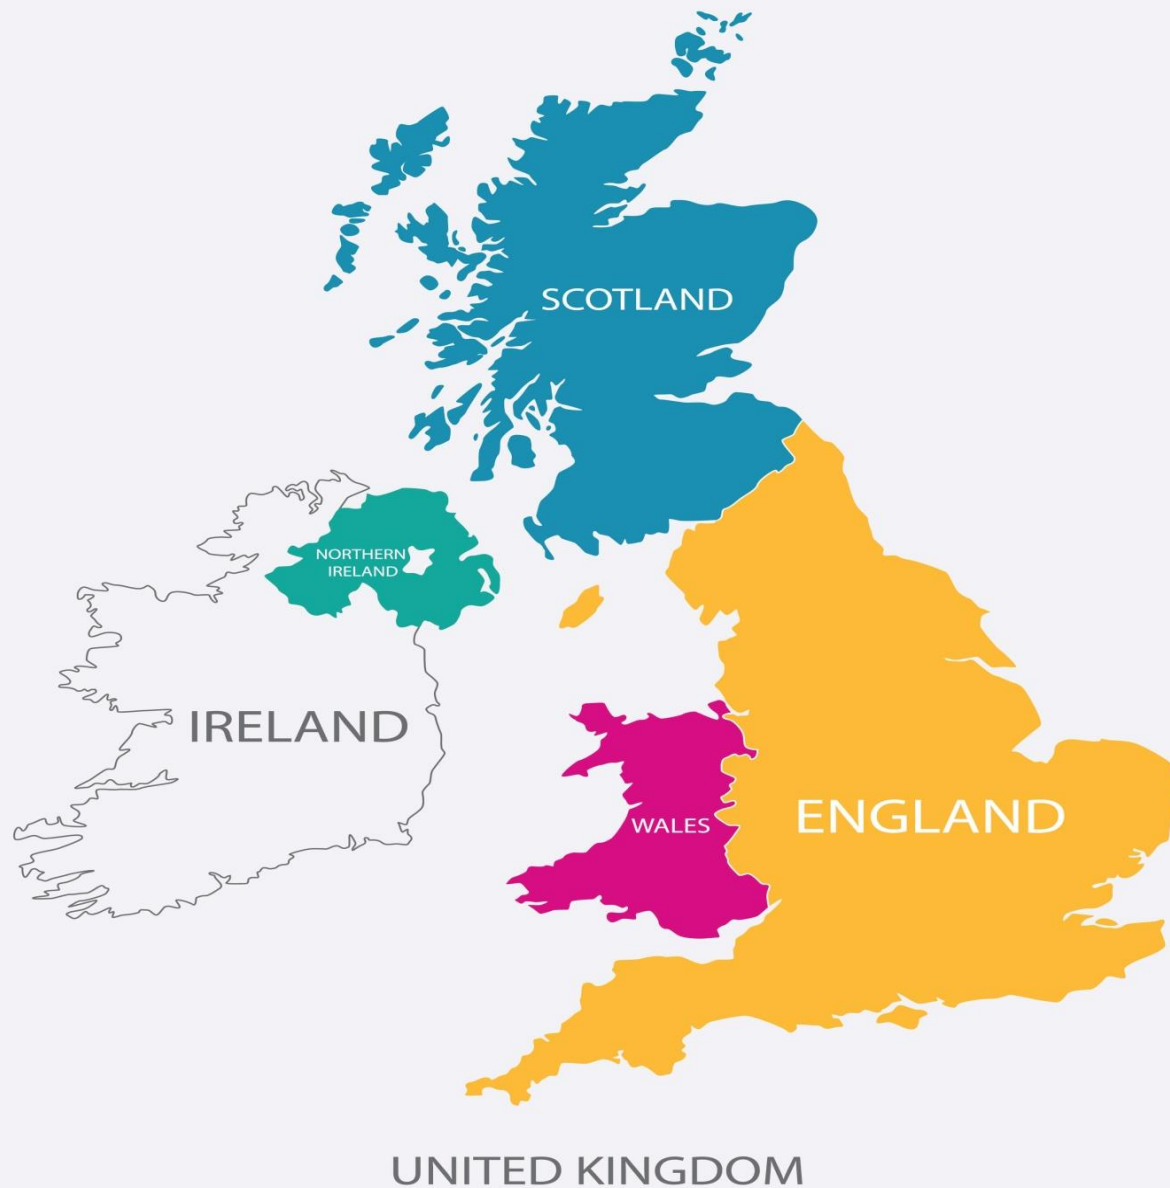 SCOTLAND
NORTHERN
IRELAND
IRELAND
WALES
ENGLAND
UNITED KINGDOM